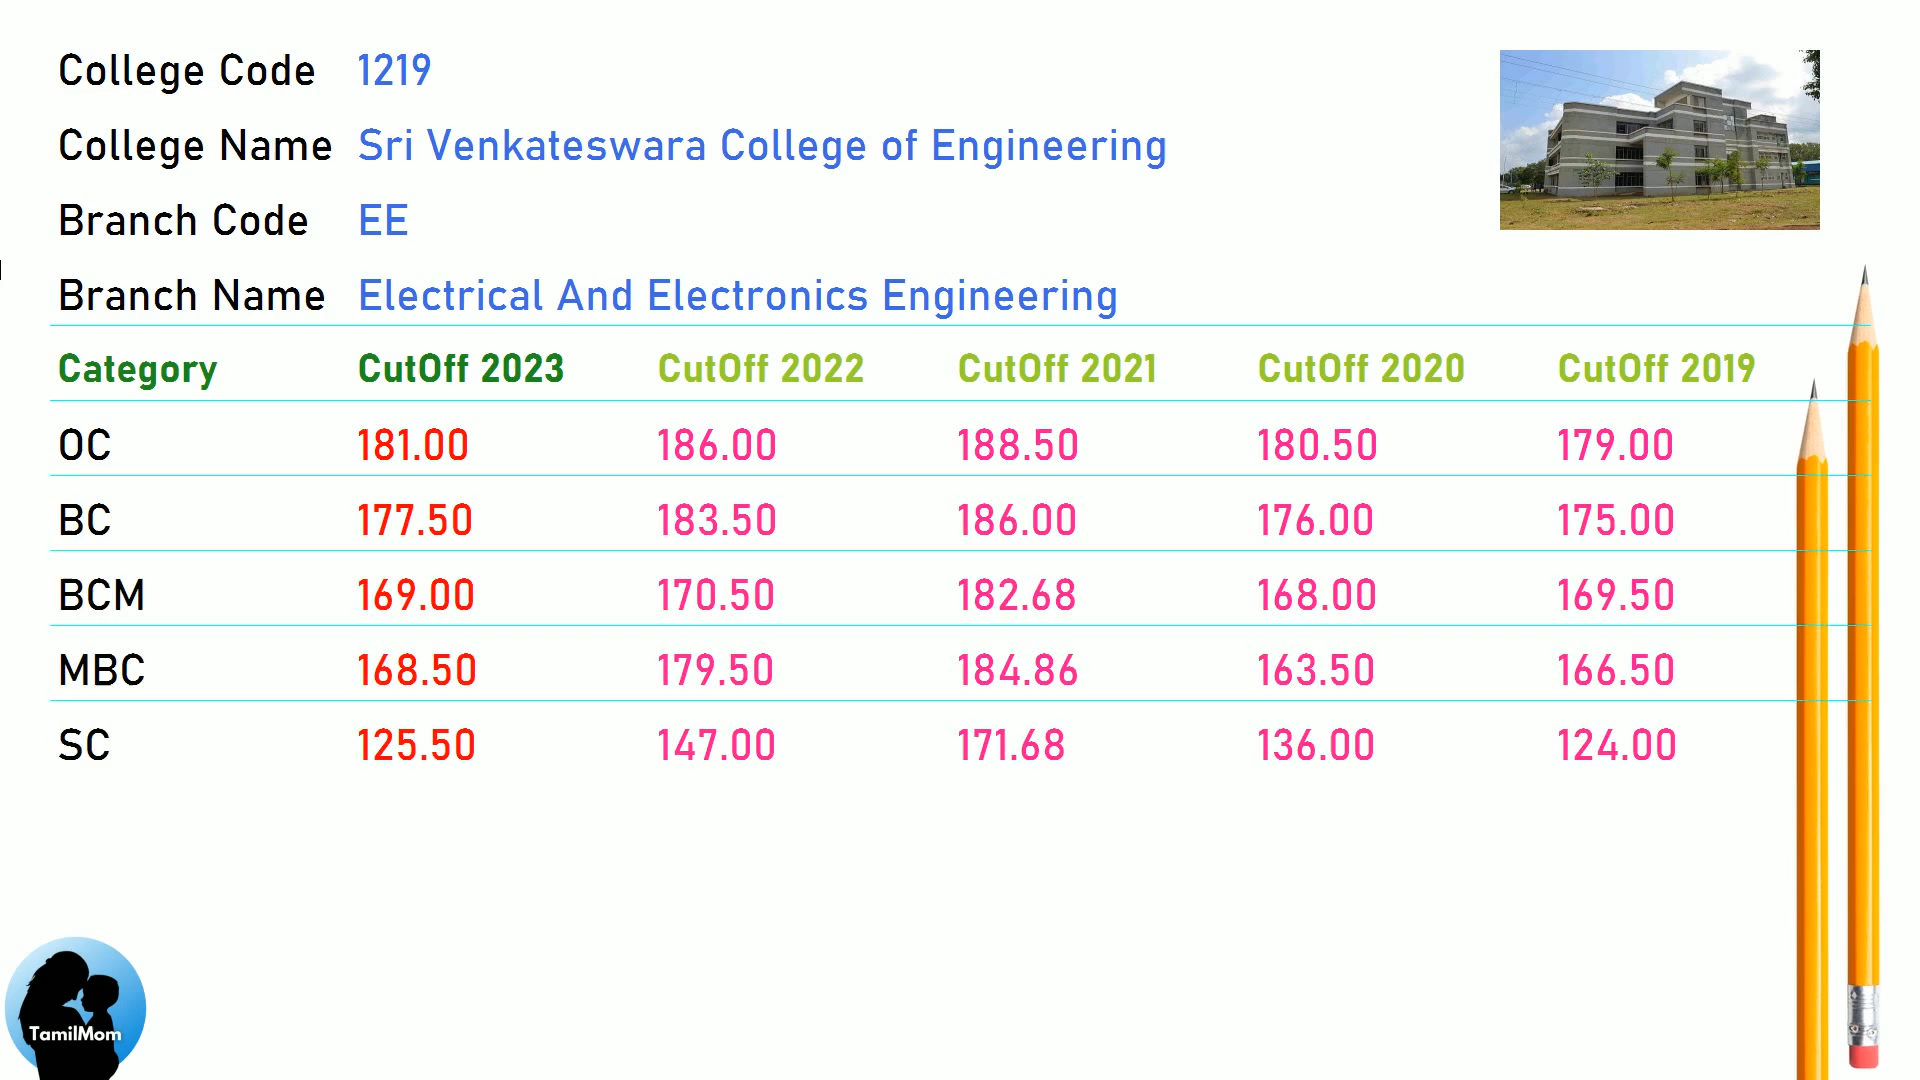 College Code 1219
College Name Sri Venkateswara College of Engineering
Branch Code EE
Branch Name Electrical And Electronics Engineering
Category CutOff 2023 CutOff 2022 CutOff 2021 CutOff 2020 CutOff 2019
OC 181.00 186.00 188.50 180.50 179.00
BC 177.50 183.50 186.00 176.00 175.00
BCM 169.00 170.50 182.68 168.00 169.50
MBC 168.50 179.50 184.86 163.50 166.50
SC 125.50 147.00 171.68 136.00 124.00
TamilMom